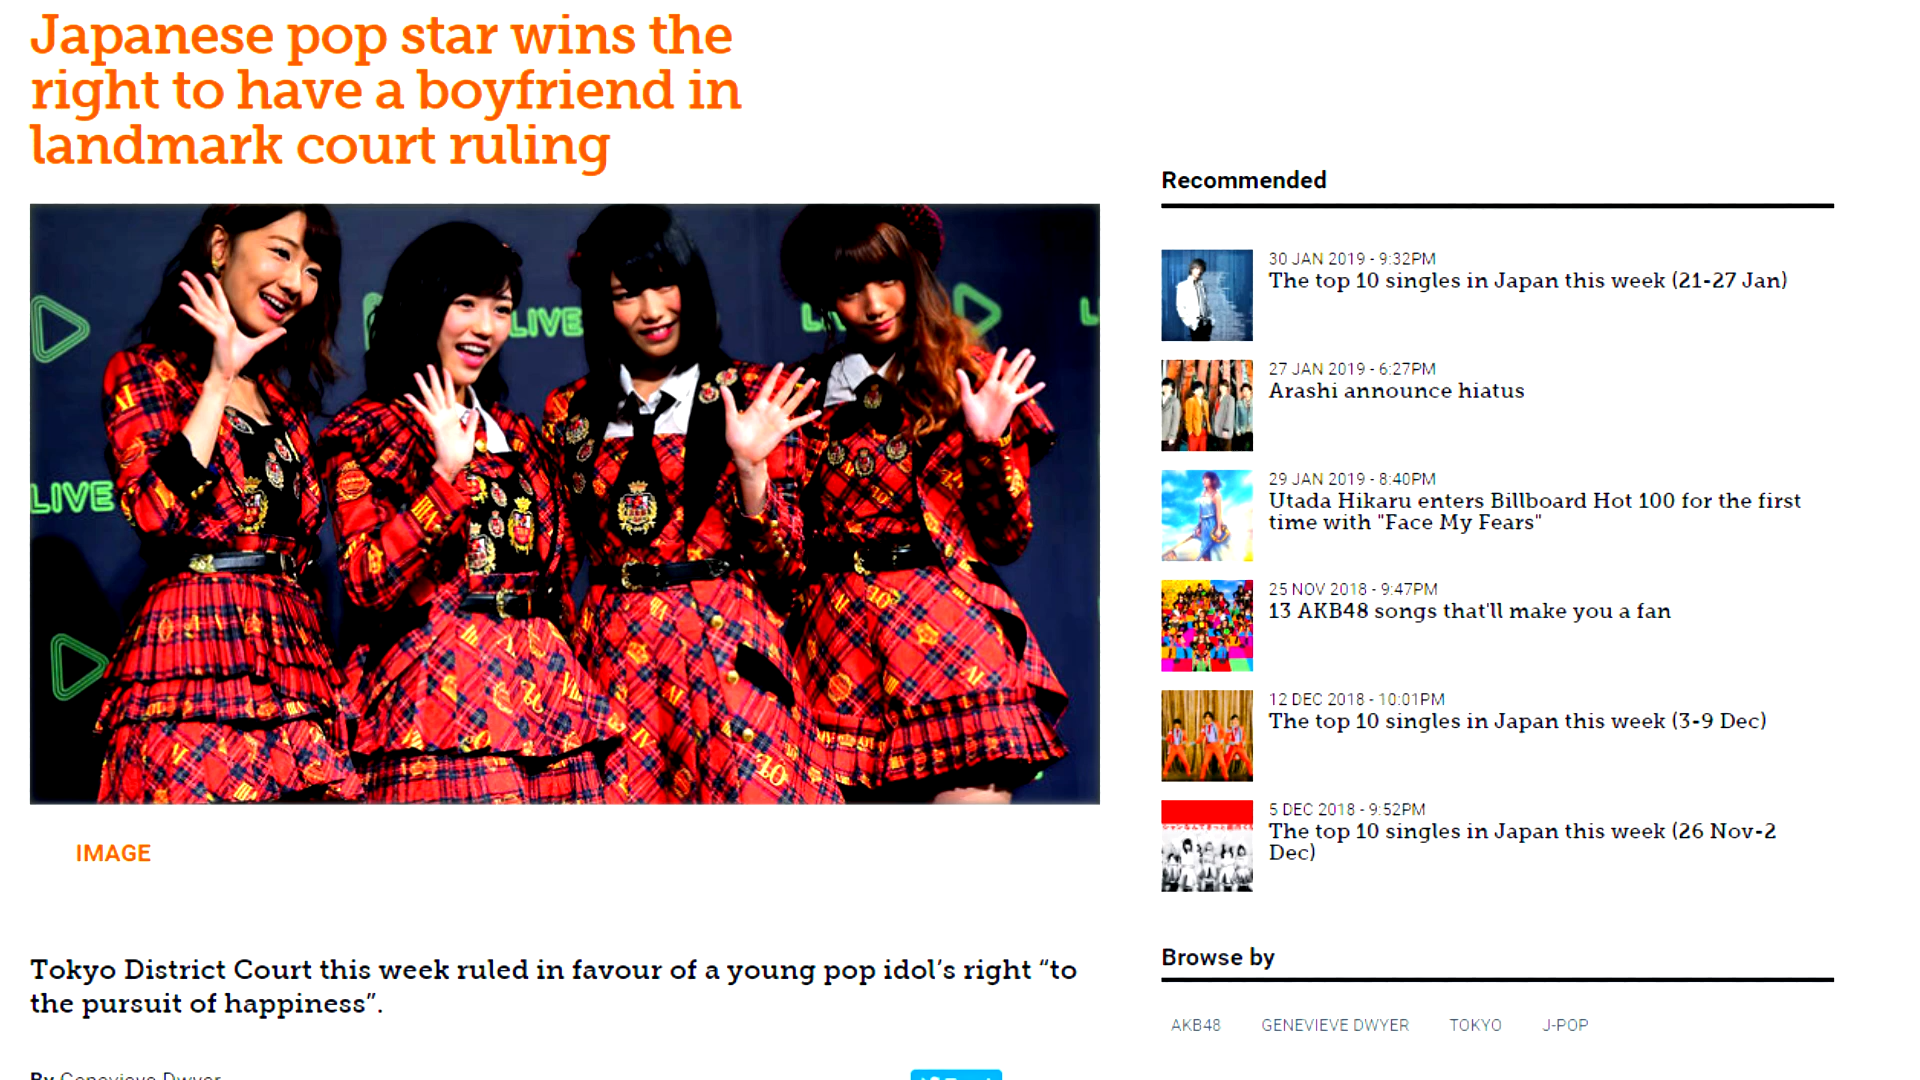 Japanese pop star wins the
right to have a boyfriend in
landmark court ruling
LIVE
LIVE
IMAGE
Tokyo District Court this week ruled in favour of a young pop idol’s right “to
the pursuit of happiness”.
By Genevieve Dwyer
Recommended
30 JAN 2019 - 9:32PM
The top 10 singles in Japan this week (21-27 Jan)
27 JAN 2019 - 6:27PM
Arashi announce hiatus
29 JAN 2019 - 8:40PM
Utada Hikaru enters Billboard Hot 100 for the first
time with "Face My Fears"
25 NOV 2018 - 9:47PM
13 AKB48 songs that'll make you a fan
12 DEC 2018 - 10:01PM
The top 10 singles in Japan this week (3-9 Dec)
5 DEC 2018 - 9:52PM
The top 10 singles in Japan this week (26 Nov-2
Dec)
Browse by
AKB48 GENEVIEVE DWYER TOKYO J-POP